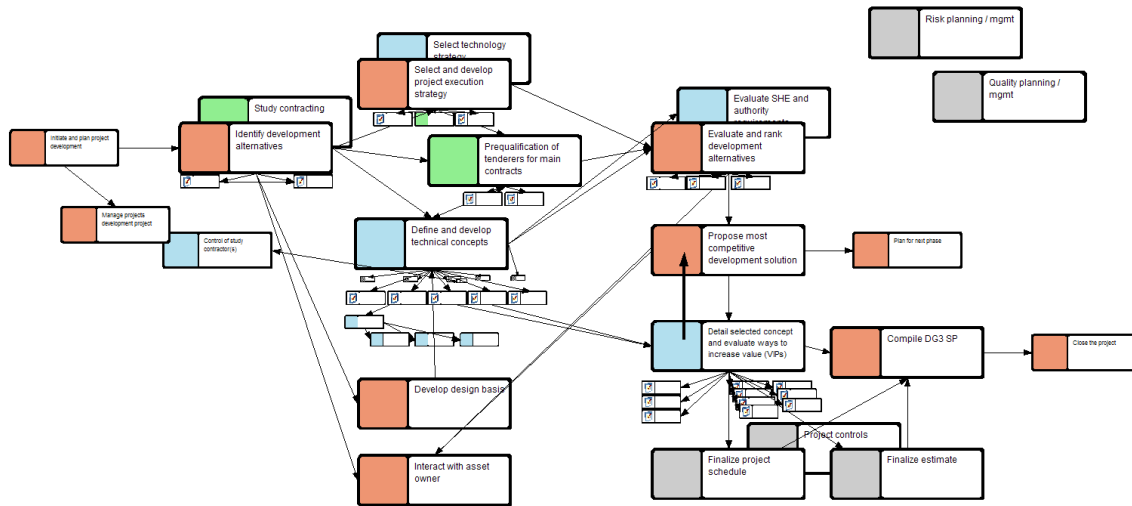 Risk planning / mgmt
Select technology
strategy
Select and develop
project execution
strategy
Quality planning /
mgmt
Study contracting
Evaluate SHE and
authority
requirements
Initiate and plan project
development
Identify development
alternatives
Prequalification of
tenderers for main
contracts
Evaluate and rank
development
alternatives
Manage projects
development project
Control of study
contractor(s)
Define and develop
technical concepts
Propose most
competitive
development solution
Plan for next phase
Detail selected concept
and evaluate ways to
increase value (VIPs)
Compile DG3 SP
Close the project
Develop design basis
Project controls
Interact with asset
owner
Finalize project
schedule
Finalize estimate